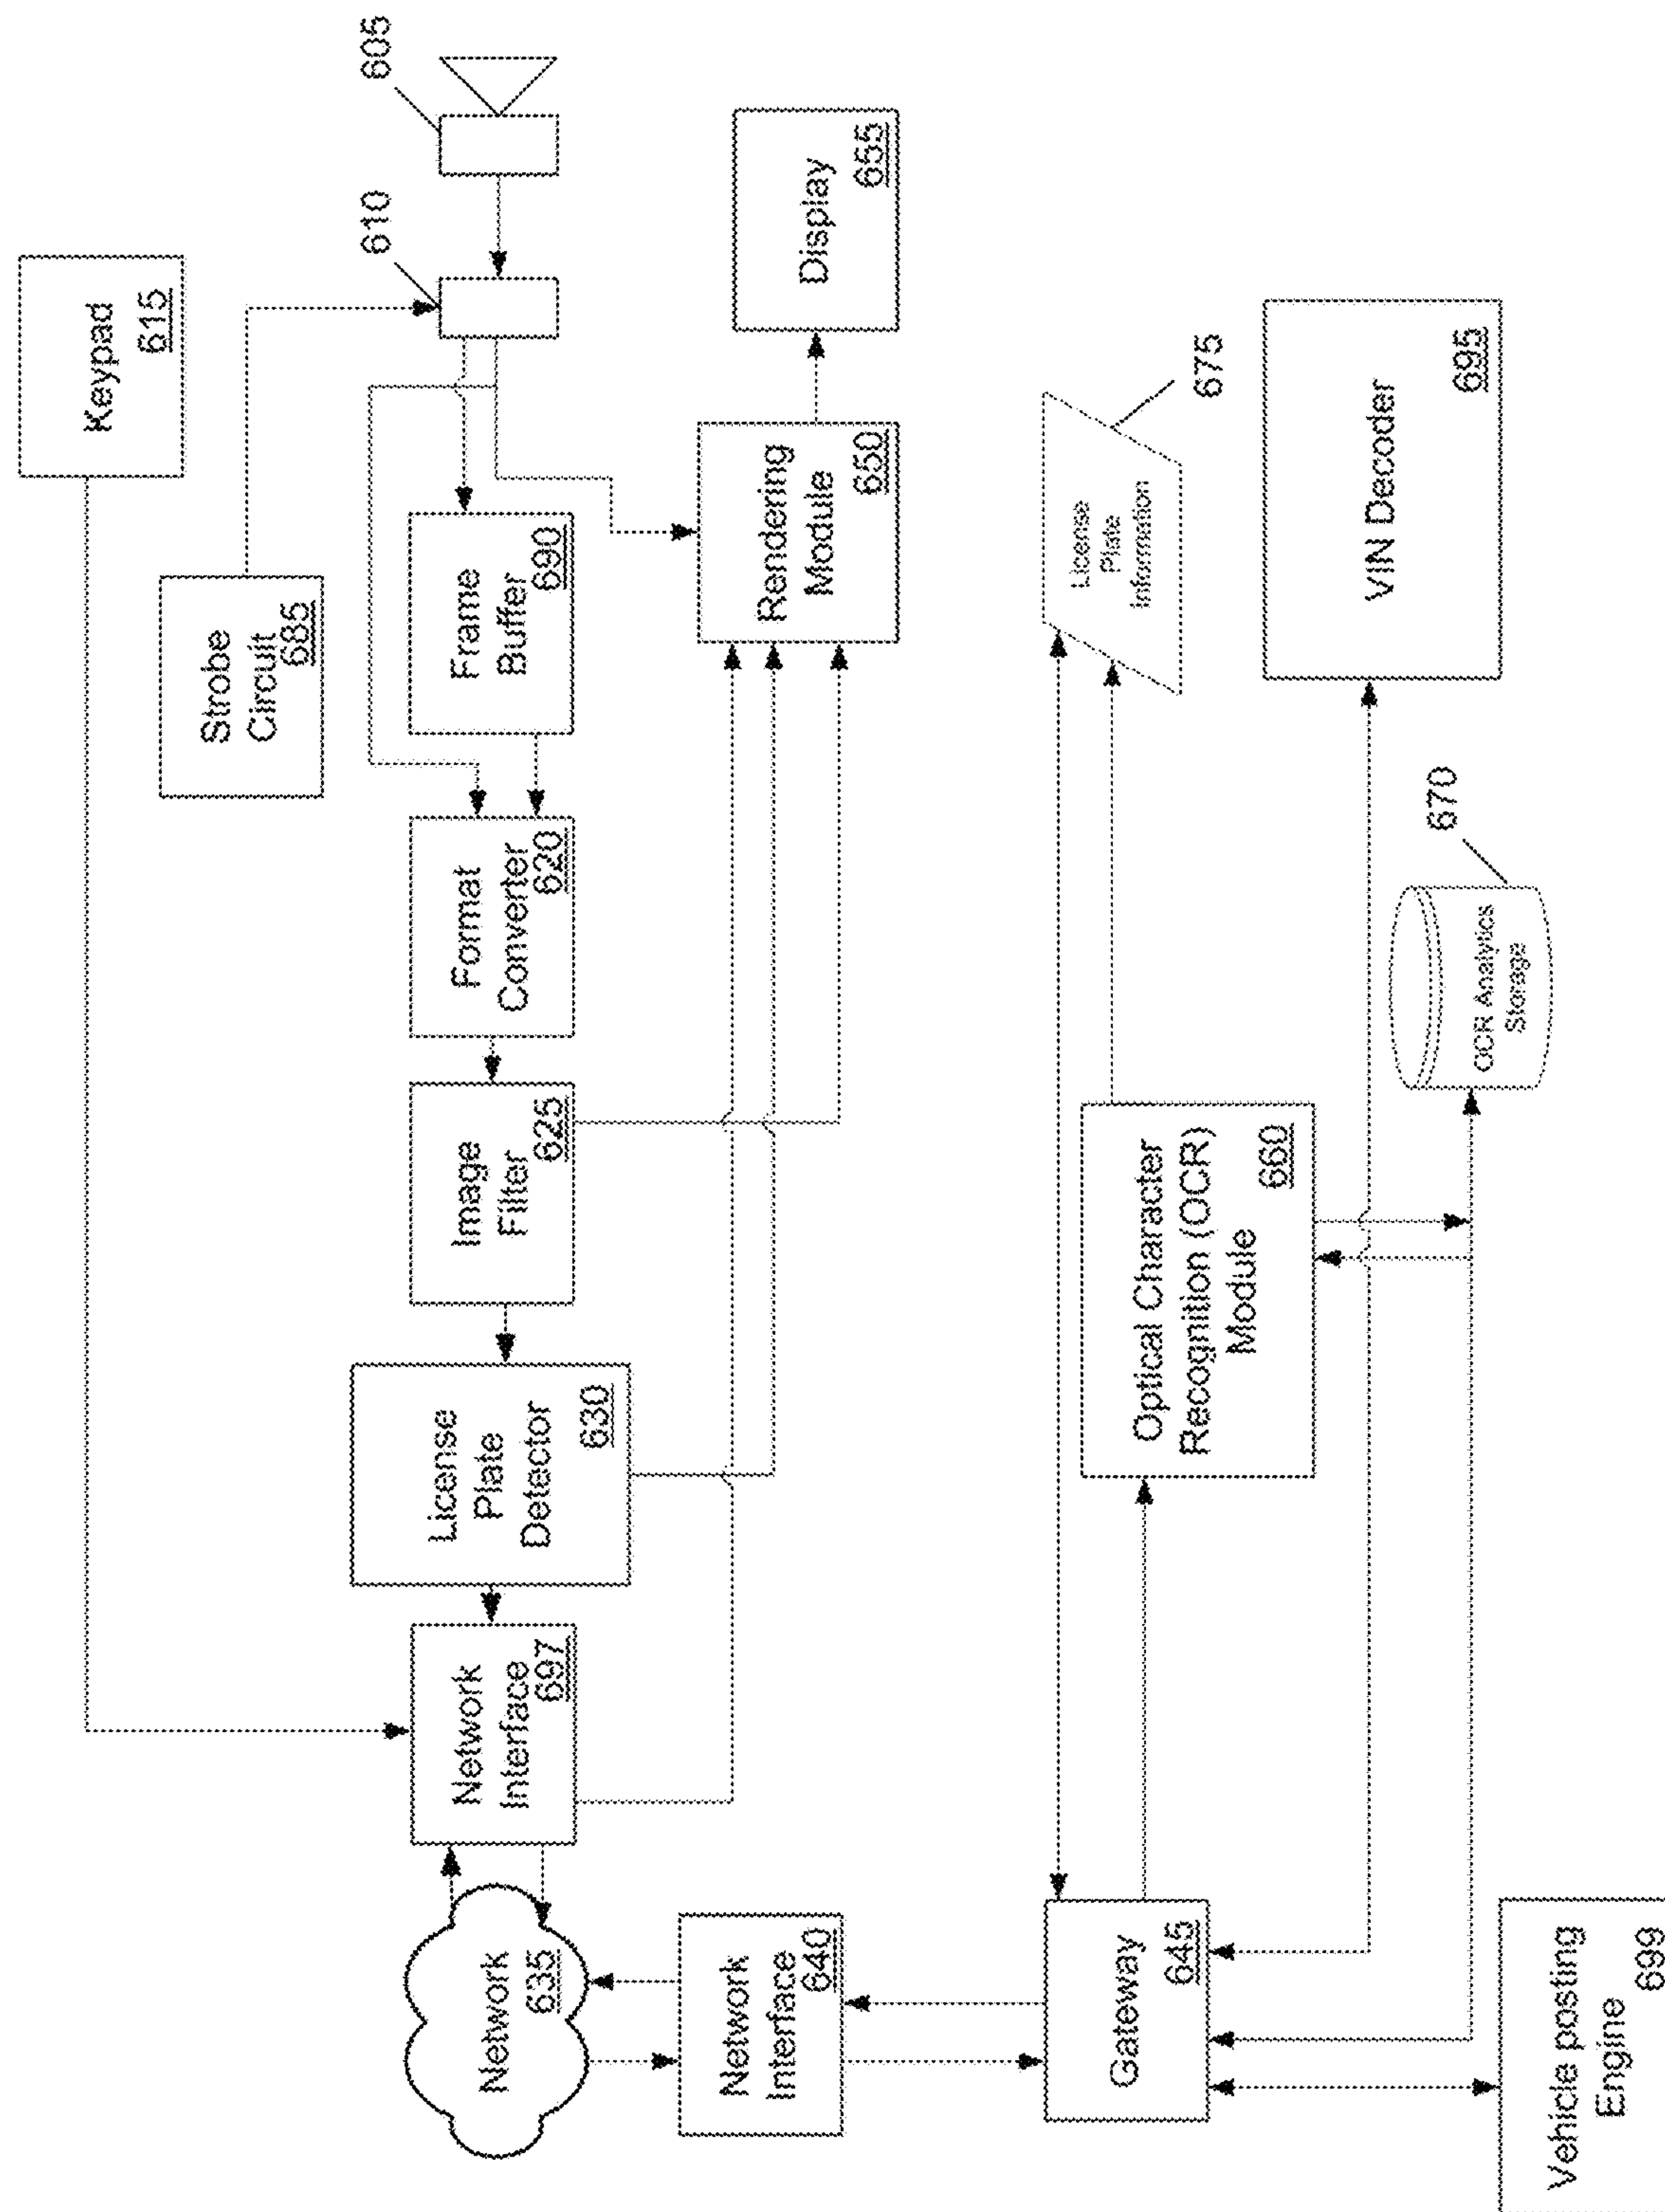 Keypad
615
605
610
Strobe
Circuit
685
Frame
Buffer
690
Format
Converter
620
Image
Filter
625
License
Plate
Detector
630
Network
Interface
697
Network
635
Network
Interface
640
Rendering
Module
650
Display
655
Gateway
645
Optical Character
Recognition (OCR)
Module
660
License
Plate
Information
675
VIN Decoder
695
OCR Analytics
Storage
670
Vehicle posting
Engine
699